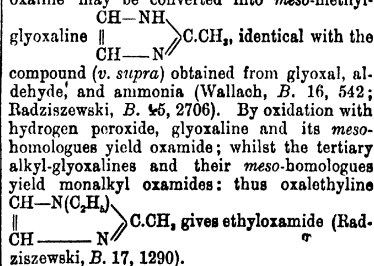 oxaline may be converted into meso-methyl-
CH—NH
glyoxaline ‖ C.CH₃, identical with the
CH——N
compound (v. supra) obtained from glyoxal, al-
dehyde, and ammonia (Wallach, B. 16, 542;
Radziszewski, B. 15, 2706). By oxidation with
hydrogen peroxide, glyoxaline and its meso-
homologues yield oxamide; whilst the tertiary
alkyl-glyoxalines and their meso-homologues
yield monalkyl oxamides: thus oxalethyline
CH—N(C₂H₅)
‖ C.CH, gives ethyloxamide (Rad-
CH———N
ziszewski, B. 17, 1290).